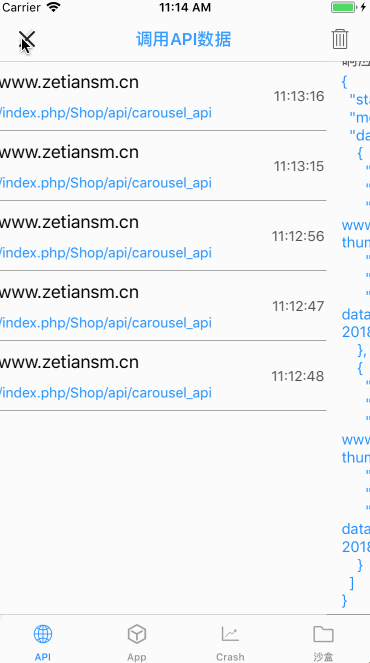 Carrier
11:14 AM
调用API数据
www.zetiansm.cn
11:13:16
/index.php/Shop/api/carousel_api
www.zetiansm.cn
11:13:15
/index.php/Shop/api/carousel_api
www.zetiansm.cn
11:12:56
/index.php/Shop/api/carousel_api
www.zetiansm.cn
11:12:47
/index.php/Shop/api/carousel_api
www.zetiansm.cn
11:12:48
/index.php/Shop/api/carousel_api
{
"sta
"me
"da
{
"
"
"
www
thum
"
"
"
data
2018
},
{
"
"
"
www
thum
"
"
"
data
2018
}
]
}
API
App
Crash
沙盒